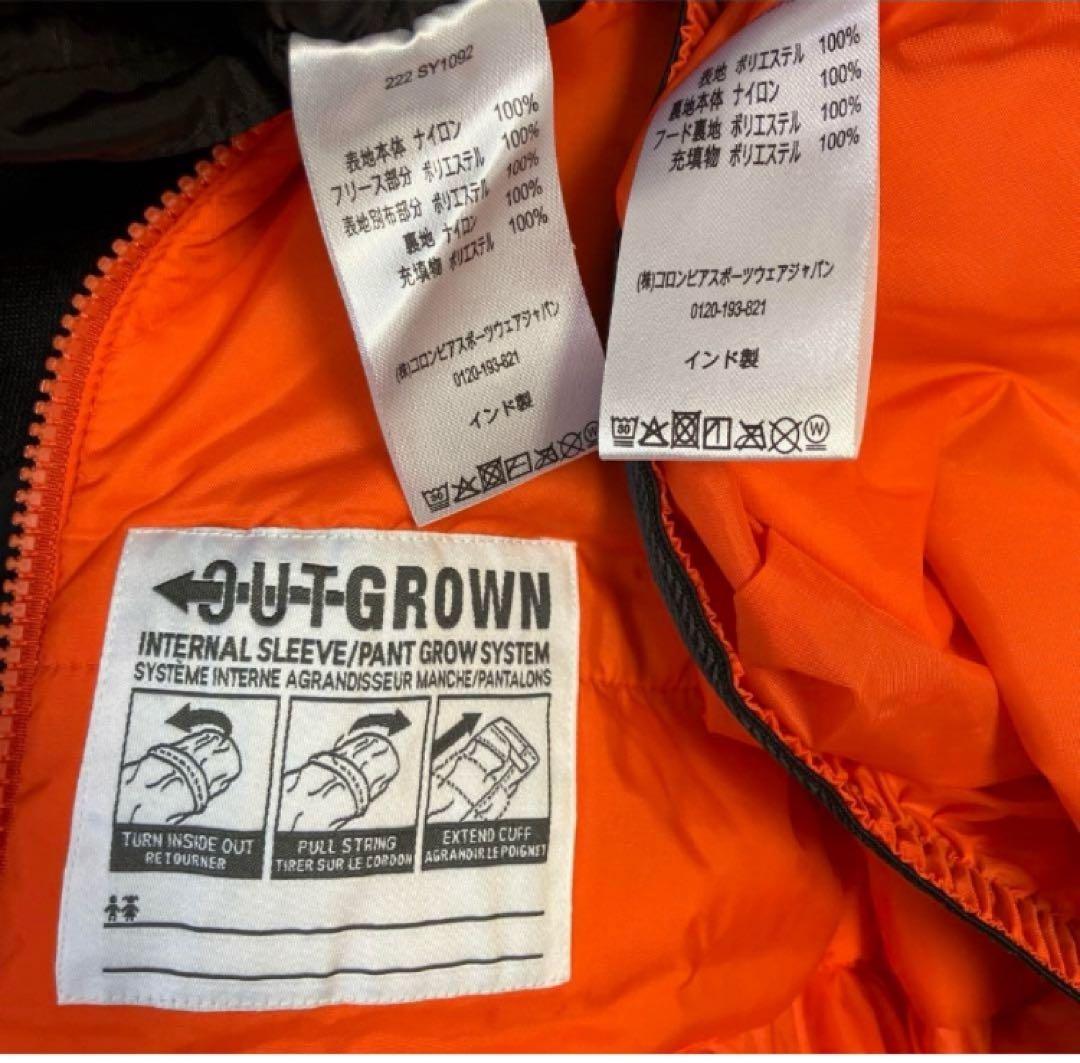 222 SY1092
表地本体 ナイロン 100%
フリース部分 ポリエステル 100%
表地別布部分 ポリエステル 100%
裏地 ナイロン 100%
充填物 ポリエステル 100%
(株)コロンビアスポーツウェアジャパン
0120-193-821
インド製
30
W
表地 ポリエステル 100%
裏地本体 ナイロン 100%
フード裏地 ポリエステル 100%
充填物 ポリエステル 100%
(株)コロンビアスポーツウェアジャパン
0120-193-821
インド製
30
W
OUTGROWN
INTERNAL SLEEVE/PANT GROW SYSTEM
SYSTÈME INTERNE AGRANDISSEUR MANCHE/PANTALONS
TURN INSIDE OUT
RETOURNER
PULL STRING
TIRER SUR LE CORDON
EXTEND CUFF
AGRANDIR LE POIGNET